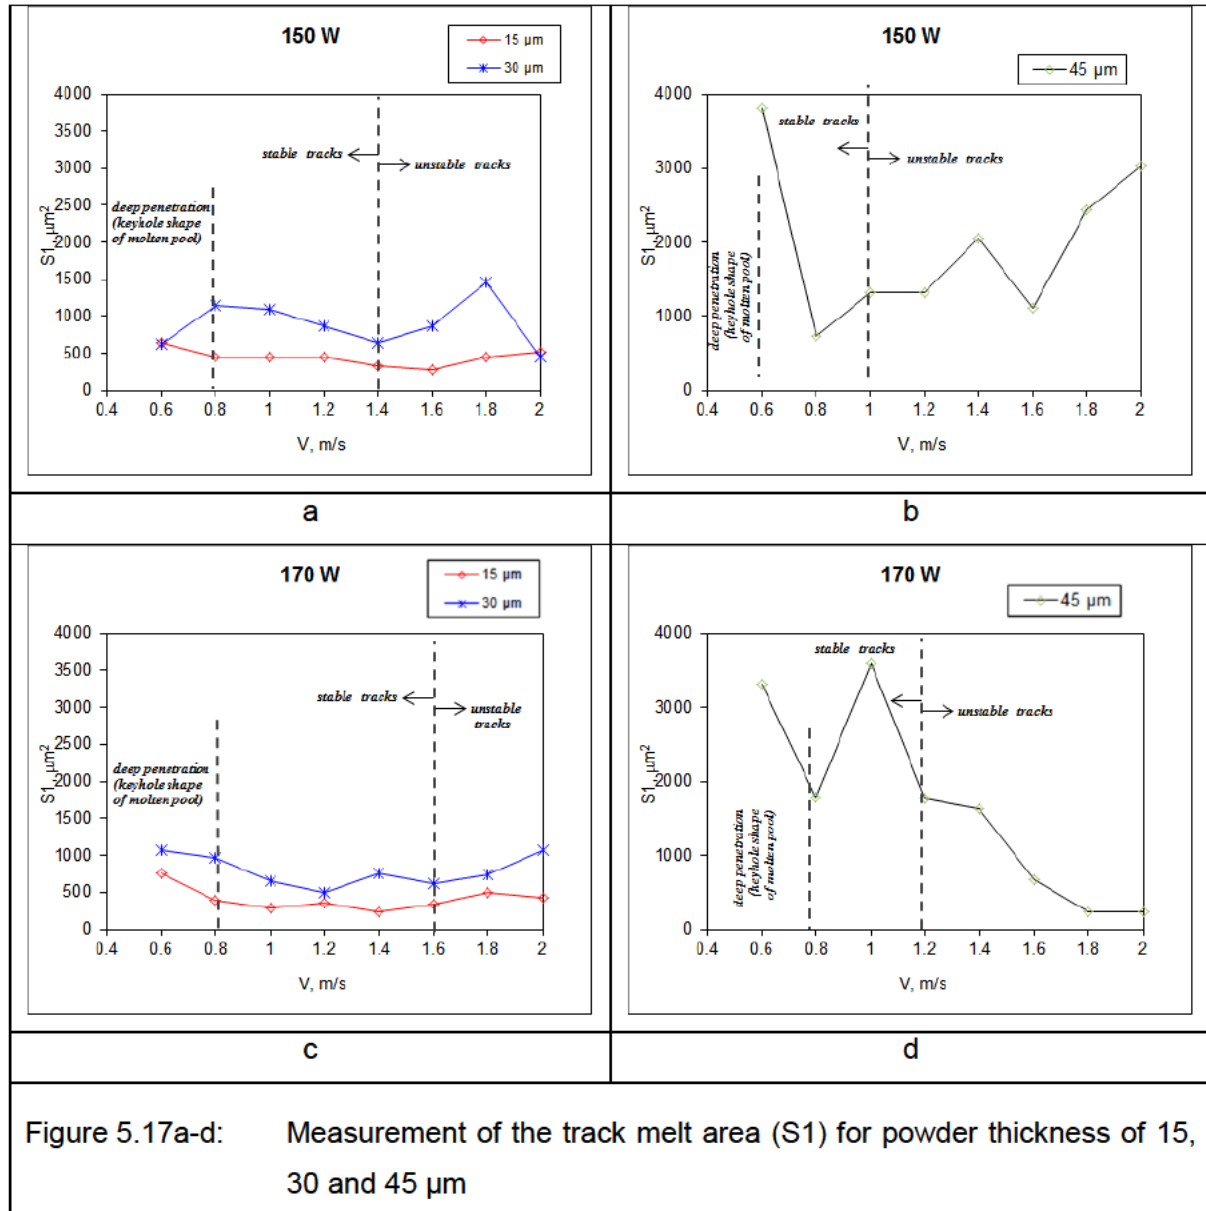 150 W
15 µm
30 µm
4000
3500
3000
2500
2000
1500
1000
500
0
S1, µm²
stable tracks
unstable tracks
deep penetration
(keyhole shape
of molten pool)
0.4 0.6 0.8 1 1.2 1.4 1.6 1.8 2
V, m/s
a
150 W
45 µm
4000
3000
2000
1000
0
S1, µm²
stable tracks
unstable tracks
deep penetration
(keyhole shape
of molten pool)
0.4 0.6 0.8 1 1.2 1.4 1.6 1.8 2
V, m/s
b
170 W
15 µm
30 µm
4000
3500
3000
2500
2000
1500
1000
500
0
S1, µm²
stable tracks
unstable
tracks
deep penetration
(keyhole shape
of molten pool)
0.4 0.6 0.8 1 1.2 1.4 1.6 1.8 2
V, m/s
c
170 W
45 µm
4000
3000
2000
1000
0
S1, µm²
stable tracks
unstable tracks
deep penetration
(keyhole shape
of molten pool)
0.4 0.6 0.8 1 1.2 1.4 1.6 1.8 2
V, m/s
d
Figure 5.17a-d: Measurement of the track melt area (S1) for powder thickness of 15,
30 and 45 µm